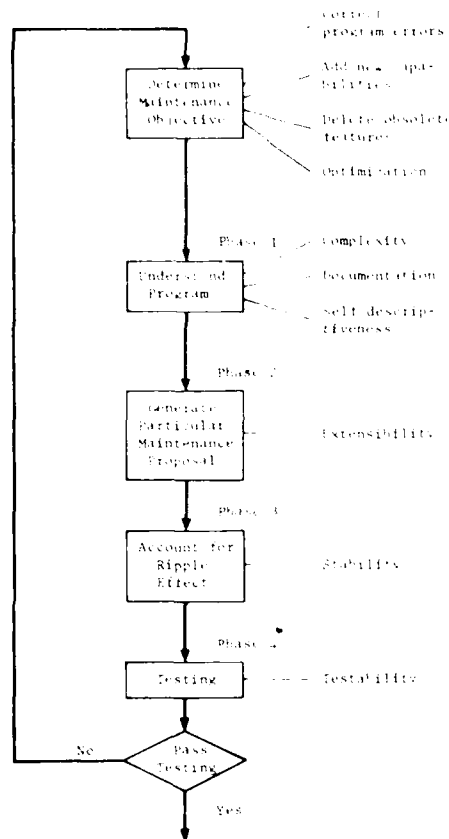 Correct
program errors
Determine
Maintenance
Objective
Add new capa-
bilities
Delete obsolete
features
Optimization
Phase 1
Understand
Program
Complexity
Documentation
Self descrip-
tiveness
Phase 2
Generate
Particular
Maintenance
Proposal
Extensibility
Phase 3
Account for
Ripple
Effect
Stability
Phase 4
Testing
Testability
No
Pass
Testing
Yes